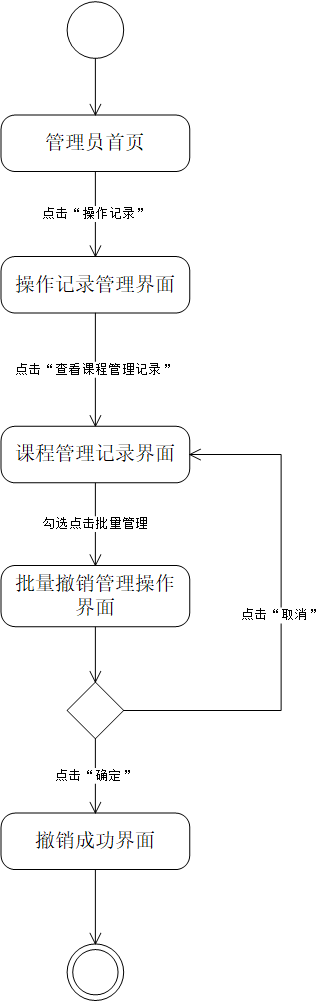 管理员首页
点击“操作记录”
操作记录管理界面
点击“查看课程管理记录”
课程管理记录界面
勾选点击批量管理
批量撤销管理操作
界面
点击“取消”
点击“确定”
撤销成功界面